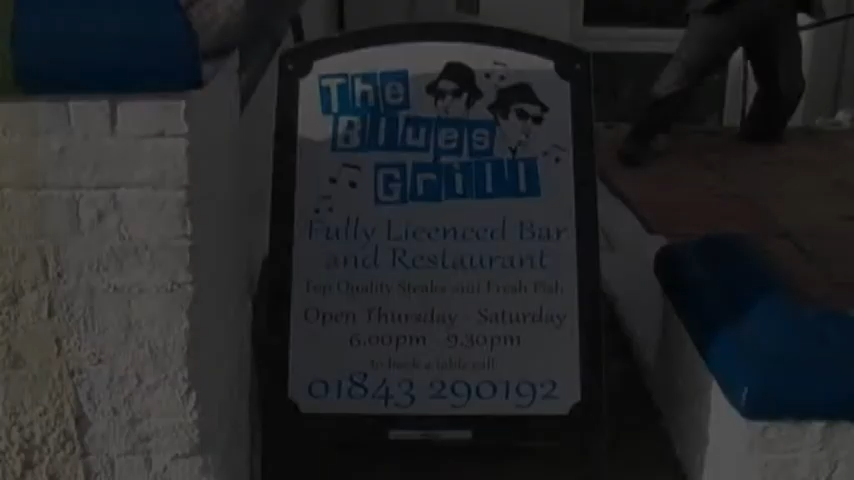 The
Blues
Grill
Fully Licenced Bar
and Restaurant
Top Quality Steaks and Fresh Fish
Open Thursday - Saturday
6.00pm - 9.30pm
to book a table call
01843 290192